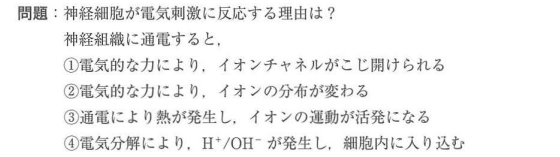 問題：神経細胞が電気刺激に反応する理由は？
神経組織に通電すると，
①電気的な力により，イオンチャネルがこじ開けられる
②電気的な力により，イオンの分布が変わる
③通電により熱が発生し，イオンの運動が活発になる
④電気分解により，H⁺/OH⁻ が発生し，細胞内に入り込む